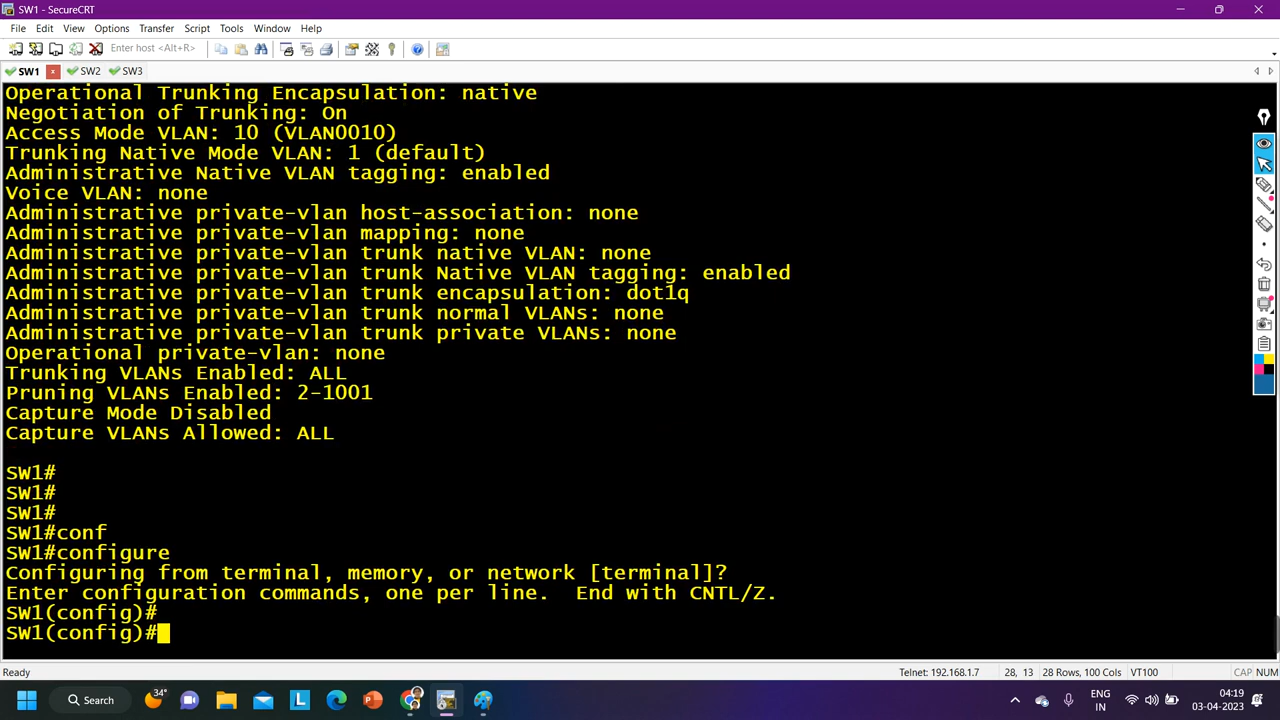 SW1 - SecureCRT
File Edit View Options Transfer Script Tools Window Help
Enter host <Alt+R>
SW1 x SW2 SW3
Operational Trunking Encapsulation: native
Negotiation of Trunking: On
Access Mode VLAN: 10 (VLAN0010)
Trunking Native Mode VLAN: 1 (default)
Administrative Native VLAN tagging: enabled
Voice VLAN: none
Administrative private-vlan host-association: none
Administrative private-vlan mapping: none
Administrative private-vlan trunk native VLAN: none
Administrative private-vlan trunk Native VLAN tagging: enabled
Administrative private-vlan trunk encapsulation: dot1q
Administrative private-vlan trunk normal VLANs: none
Administrative private-vlan trunk private VLANs: none
Operational private-vlan: none
Trunking VLANs Enabled: ALL
Pruning VLANs Enabled: 2-1001
Capture Mode Disabled
Capture VLANs Allowed: ALL
SW1#
SW1#
SW1#
SW1#conf
SW1#configure
Configuring from terminal, memory, or network [terminal]?
Enter configuration commands, one per line.  End with CNTL/Z.
SW1(config)#
SW1(config)#
Ready Telnet: 192.168.1.7 28, 13 28 Rows, 100 Cols VT100 CAP NUM
Search 34° L P ENG 04:19
IN 03-04-2023